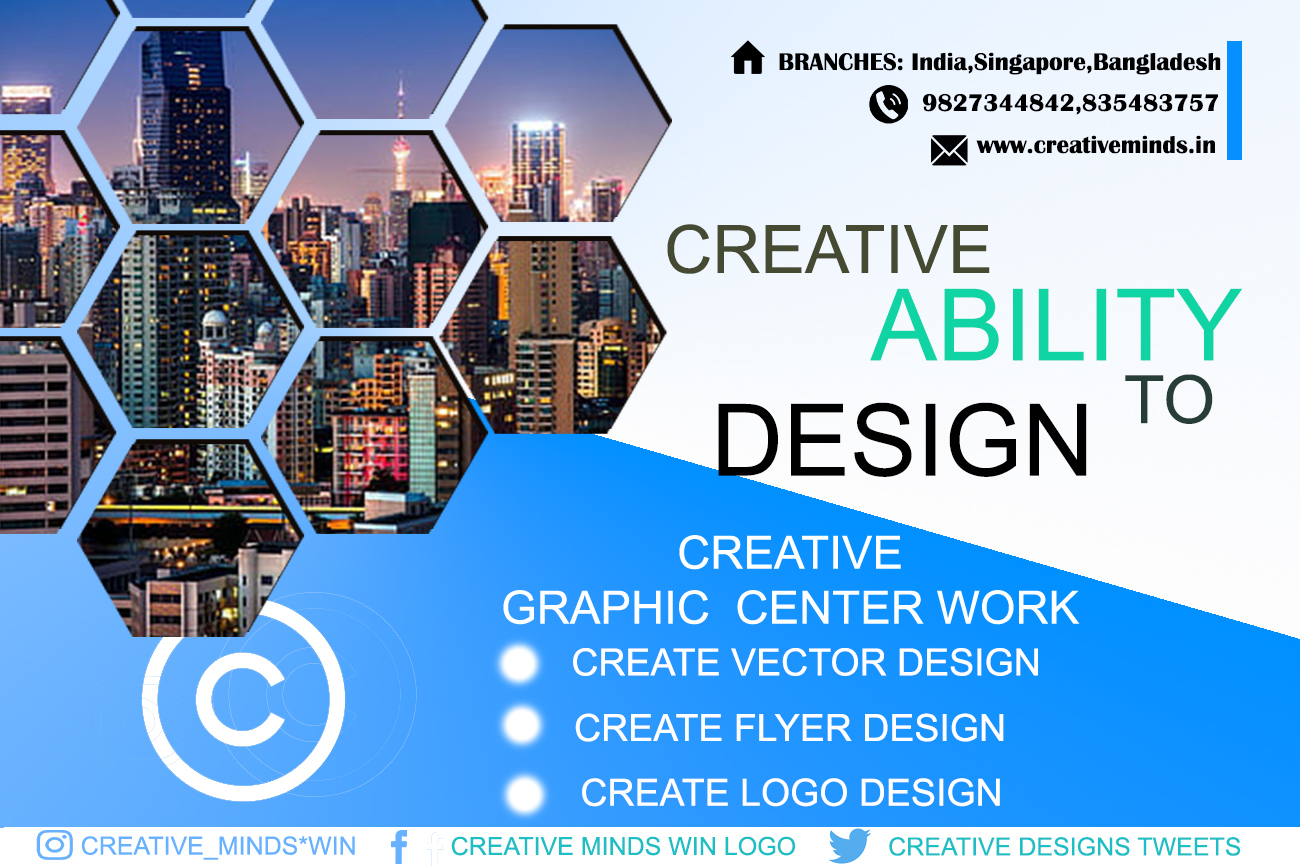 BRANCHES: India,Singapore,Bangladesh
9827344842,835483757
www.creativeminds.in
CREATIVE
ABILITY
TO
DESIGN
CREATIVE
GRAPHIC CENTER WORK
CREATE VECTOR DESIGN
CREATE FLYER DESIGN
CREATE LOGO DESIGN
C
CREATIVE_MINDS*WIN
CREATIVE MINDS WIN LOGO
CREATIVE DESIGNS TWEETS